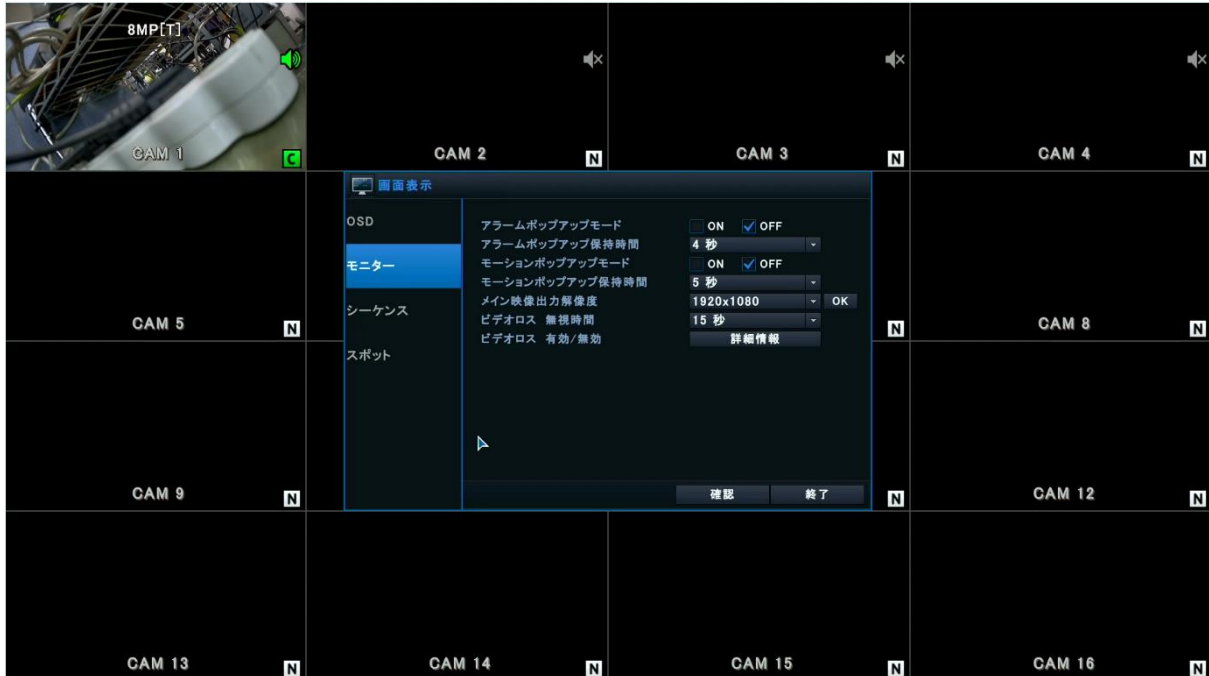 8MP[T]
CAM 1
C
CAM 2
N
CAM 3
N
CAM 4
N
画面表示
OSD
モニター
シーケンス
スポット
アラームポップアップモード ON OFF
アラームポップアップ保持時間 4 秒
モーションポップアップモード ON OFF
モーションポップアップ保持時間 5 秒
メイン映像出力解像度 1920x1080 OK
ビデオロス 無視時間 15 秒
ビデオロス 有効/無効 詳細情報
確認 終了
CAM 5
N
N
CAM 8
N
CAM 9
N
N
CAM 12
N
CAM 13
N
CAM 14
N
CAM 15
N
CAM 16
N